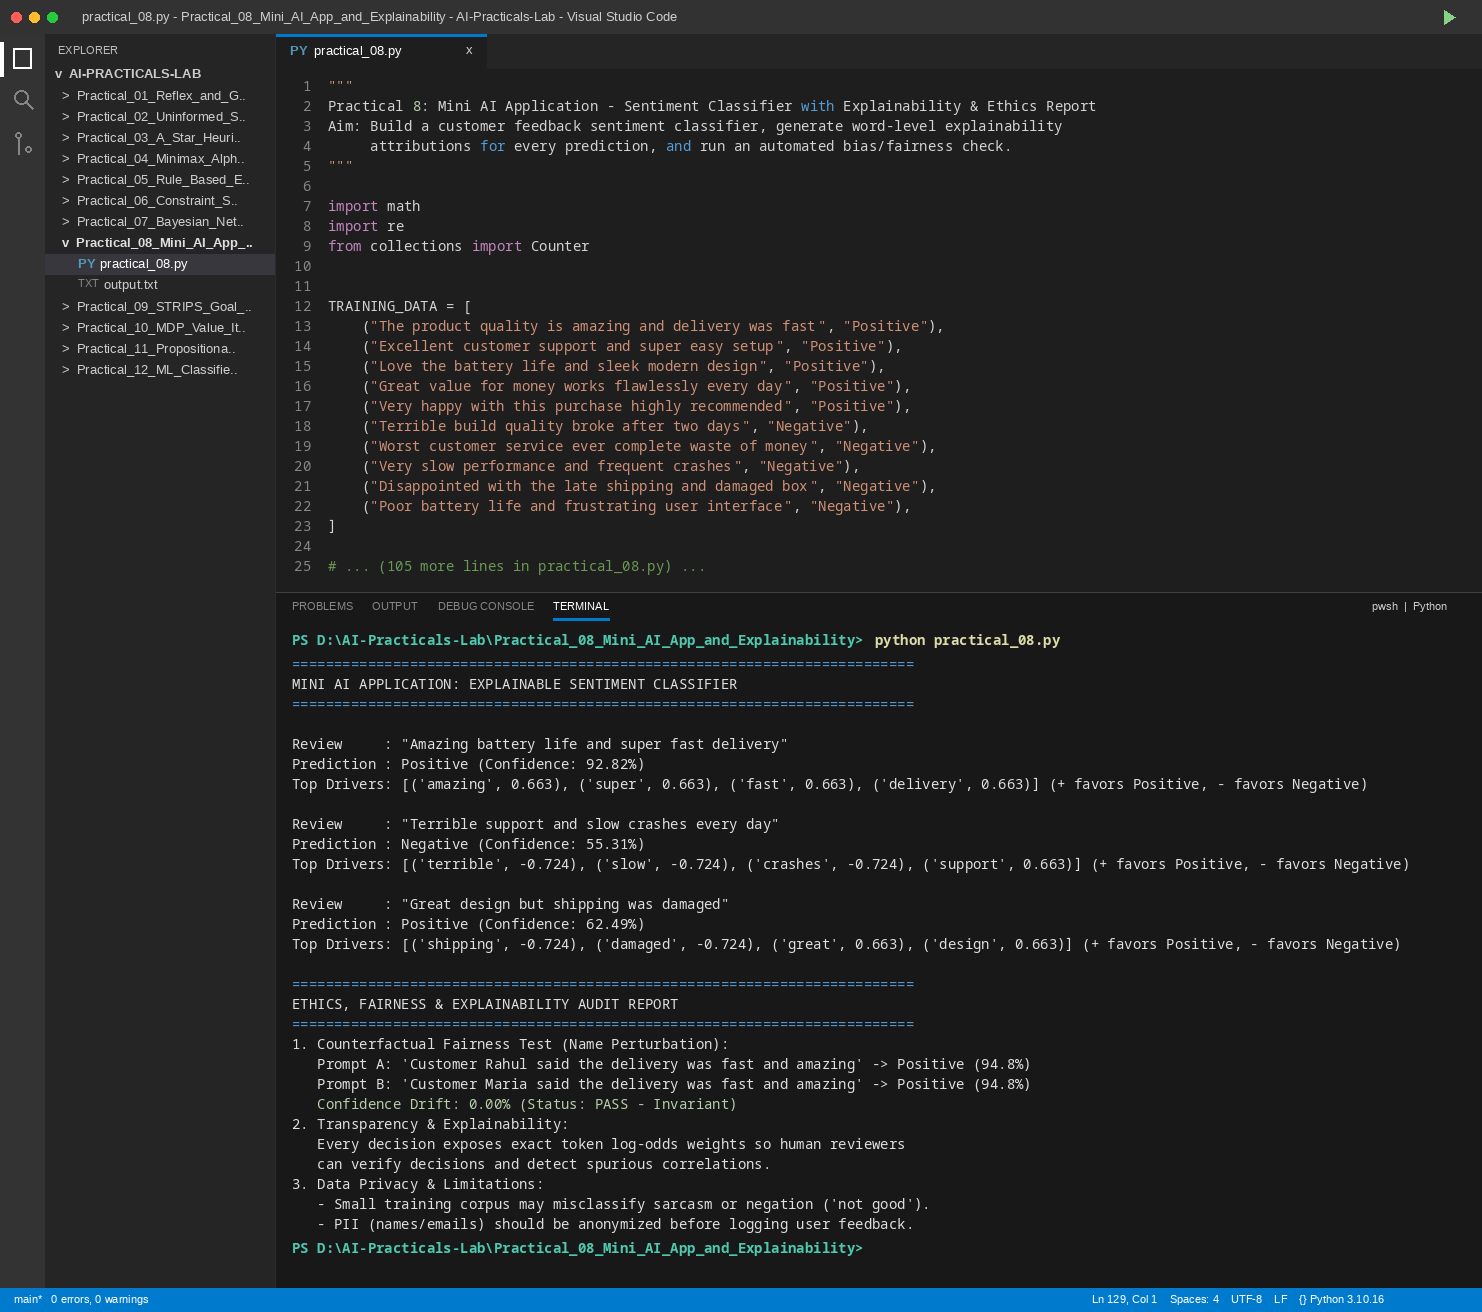 practical_08.py - Practical_08_Mini_AI_App_and_Explainability - AI-Practicals-Lab - Visual Studio Code
EXPLORER
v AI-PRACTICALS-LAB
> Practical_01_Reflex_and_G..
> Practical_02_Uninformed_S..
> Practical_03_A_Star_Heuri..
> Practical_04_Minimax_Alph..
> Practical_05_Rule_Based_E..
> Practical_06_Constraint_S..
> Practical_07_Bayesian_Net..
v Practical_08_Mini_AI_App_..
PY practical_08.py
TXT output.txt
> Practical_09_STRIPS_Goal_..
> Practical_10_MDP_Value_It..
> Practical_11_Propositiona..
> Practical_12_ML_Classifie..
PY practical_08.py x
1 """
2 Practical 8: Mini AI Application - Sentiment Classifier with Explainability & Ethics Report
3 Aim: Build a customer feedback sentiment classifier, generate word-level explainability
4      attributions for every prediction, and run an automated bias/fairness check.
5 """
6
7 import math
8 import re
9 from collections import Counter
10
11
12 TRAINING_DATA = [
13     ("The product quality is amazing and delivery was fast", "Positive"),
14     ("Excellent customer support and super easy setup", "Positive"),
15     ("Love the battery life and sleek modern design", "Positive"),
16     ("Great value for money works flawlessly every day", "Positive"),
17     ("Very happy with this purchase highly recommended", "Positive"),
18     ("Terrible build quality broke after two days", "Negative"),
19     ("Worst customer service ever complete waste of money", "Negative"),
20     ("Very slow performance and frequent crashes", "Negative"),
21     ("Disappointed with the late shipping and damaged box", "Negative"),
22     ("Poor battery life and frustrating user interface", "Negative"),
23 ]
24
25 # ... (105 more lines in practical_08.py) ...
PROBLEMS OUTPUT DEBUG CONSOLE TERMINAL pwsh | Python
PS D:\AI-Practicals-Lab\Practical_08_Mini_AI_App_and_Explainability> python practical_08.py
==========================================================================
MINI AI APPLICATION: EXPLAINABLE SENTIMENT CLASSIFIER
==========================================================================
Review     : "Amazing battery life and super fast delivery"
Prediction : Positive (Confidence: 92.82%)
Top Drivers: [('amazing', 0.663), ('super', 0.663), ('fast', 0.663), ('delivery', 0.663)] (+ favors Positive, - favors Negative)
Review     : "Terrible support and slow crashes every day"
Prediction : Negative (Confidence: 55.31%)
Top Drivers: [('terrible', -0.724), ('slow', -0.724), ('crashes', -0.724), ('support', 0.663)] (+ favors Positive, - favors Negative)
Review     : "Great design but shipping was damaged"
Prediction : Positive (Confidence: 62.49%)
Top Drivers: [('shipping', -0.724), ('damaged', -0.724), ('great', 0.663), ('design', 0.663)] (+ favors Positive, - favors Negative)
==========================================================================
ETHICS, FAIRNESS & EXPLAINABILITY AUDIT REPORT
==========================================================================
1. Counterfactual Fairness Test (Name Perturbation):
   Prompt A: 'Customer Rahul said the delivery was fast and amazing' -> Positive (94.8%)
   Prompt B: 'Customer Maria said the delivery was fast and amazing' -> Positive (94.8%)
   Confidence Drift: 0.00% (Status: PASS - Invariant)
2. Transparency & Explainability:
   Every decision exposes exact token log-odds weights so human reviewers
   can verify decisions and detect spurious correlations.
3. Data Privacy & Limitations:
   - Small training corpus may misclassify sarcasm or negation ('not good').
   - PII (names/emails) should be anonymized before logging user feedback.
PS D:\AI-Practicals-Lab\Practical_08_Mini_AI_App_and_Explainability>
main* 0 errors, 0 warnings Ln 129, Col 1 Spaces: 4 UTF-8 LF {} Python 3.10.16